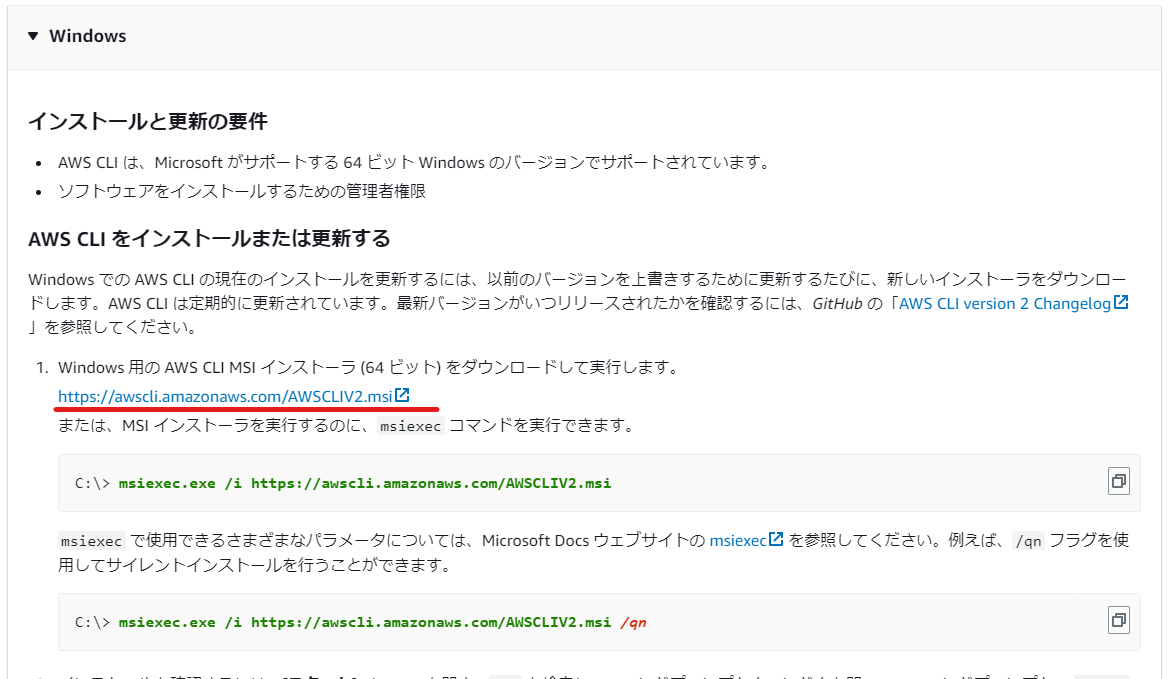 Windows
インストールと更新の要件
AWS CLI は、Microsoft がサポートする 64 ビット Windows のバージョンでサポートされています。
ソフトウェアをインストールするための管理者権限
AWS CLI をインストールまたは更新する
Windows での AWS CLI の現在のインストールを更新するには、以前のバージョンを上書きするために更新するたびに、新しいインストーラをダウンロー
ドします。AWS CLI は定期的に更新されています。最新バージョンがいつリリースされたかを確認するには、GitHub の「AWS CLI version 2 Changelog
」を参照してください。
1. Windows 用の AWS CLI MSI インストーラ (64 ビット) をダウンロードして実行します。
https://awscli.amazonaws.com/AWSCLIV2.msi
または、MSI インストーラを実行するのに、 msiexec コマンドを実行できます。
C:\> msiexec.exe /i https://awscli.amazonaws.com/AWSCLIV2.msi
msiexec で使用できるさまざまなパラメータについては、Microsoft Docs ウェブサイトの msiexec を参照してください。例えば、 /qn フラグを使
用してサイレントインストールを行うことができます。
C:\> msiexec.exe /i https://awscli.amazonaws.com/AWSCLIV2.msi /qn